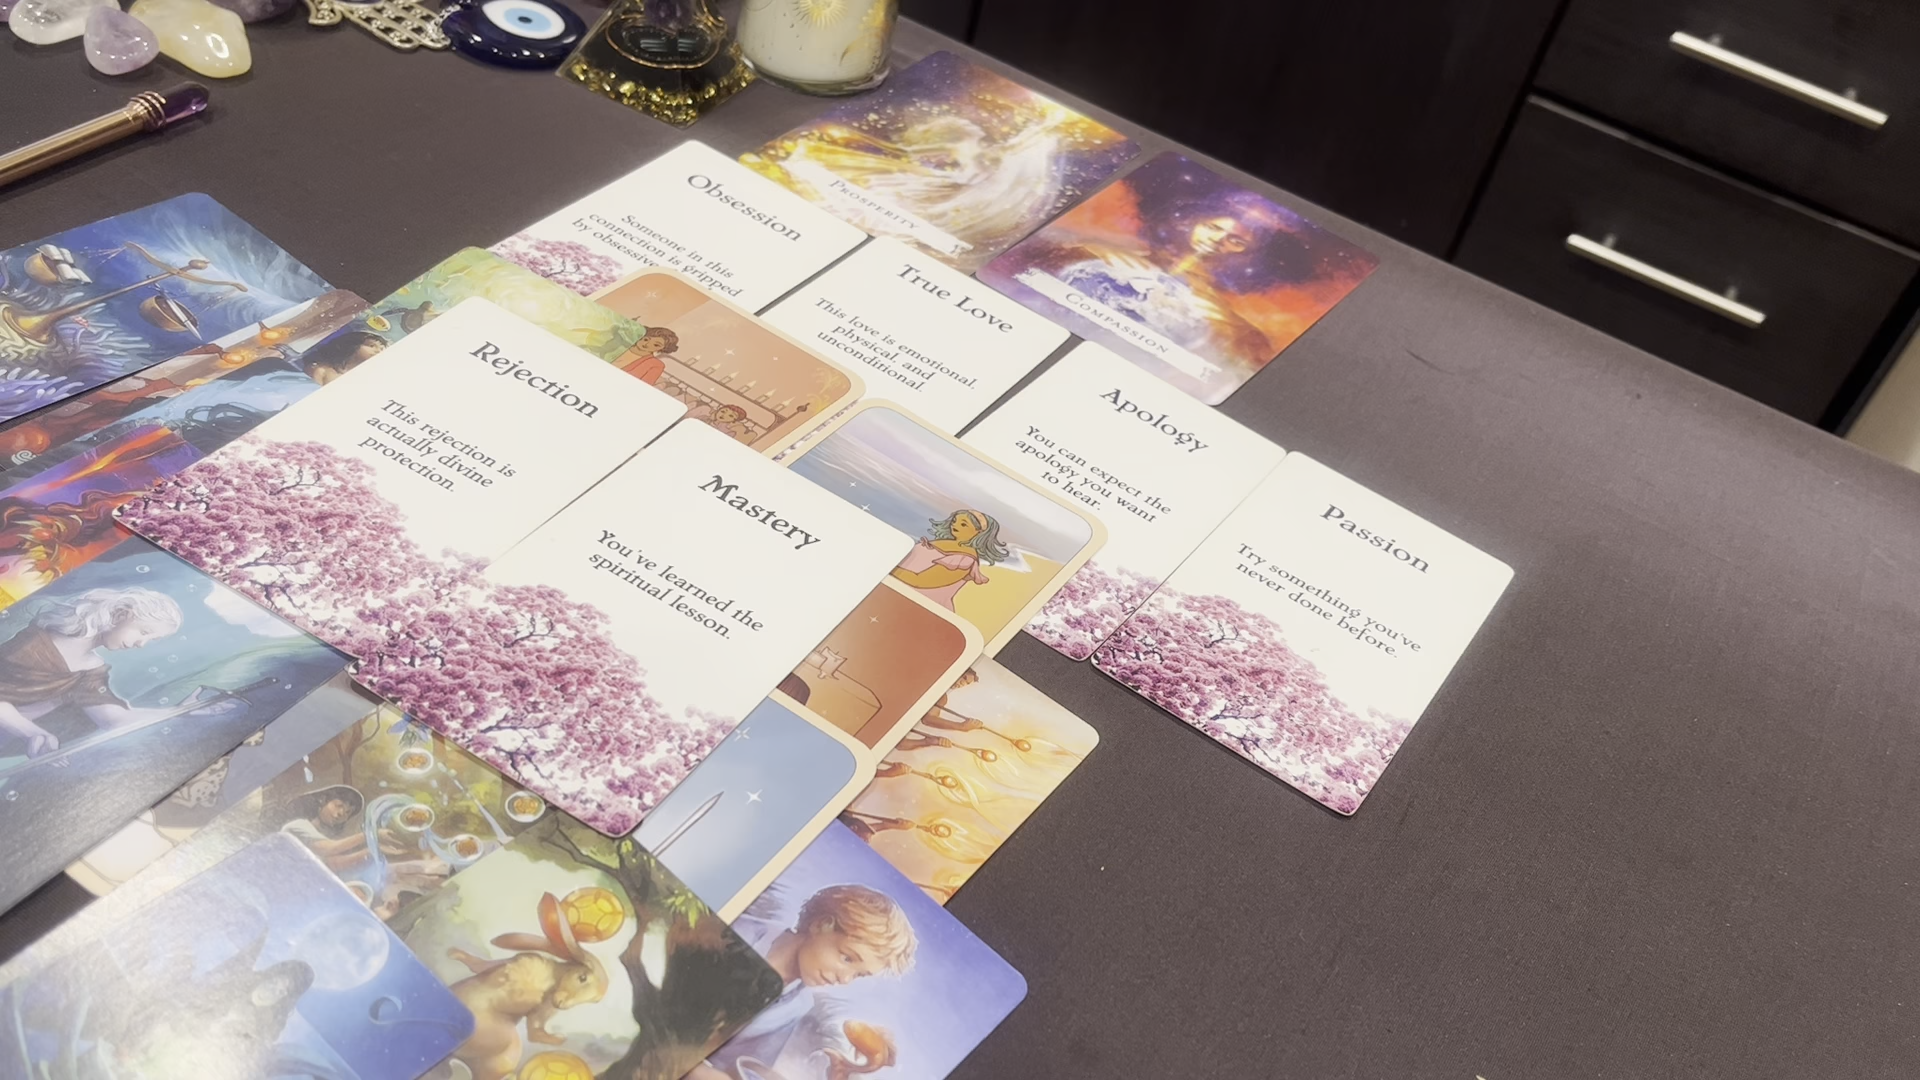 PROSPERITY
COMPASSION
Obsession
Someone in this
connection is gripped
by obsessive
True Love
This love is emotional,
physical, and
unconditional.
Apology
You can expect the
apology you want
to hear.
Passion
Try something you've
never done before.
Rejection
This rejection is
actually divine
protection.
Mastery
You've learned the
spiritual lesson.